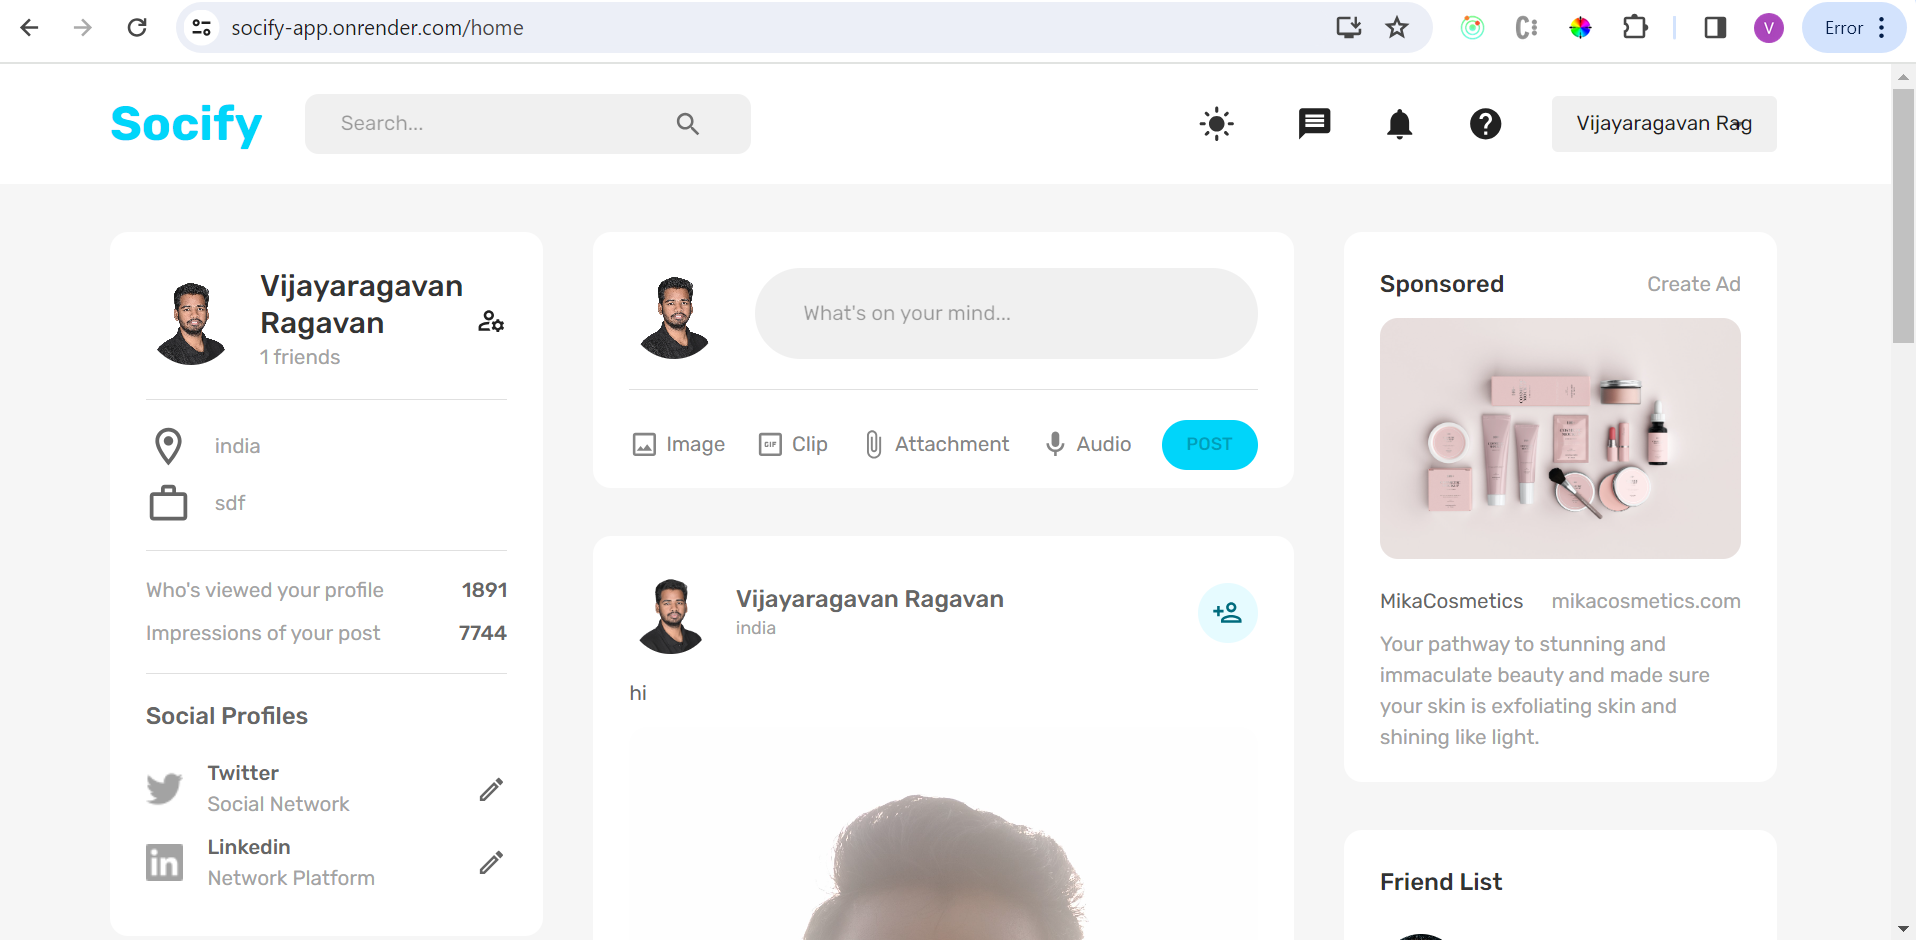 socify-app.onrender.com/home
V
Error
Socify
Search...
Vijayaragavan Rag
Vijayaragavan
Ragavan
1 friends
india
sdf
Who's viewed your profile 1891
Impressions of your post 7744
Social Profiles
Twitter
Social Network
in
Linkedin
Network Platform
What's on your mind...
Image
GIF
Clip
Attachment
Audio
POST
Vijayaragavan Ragavan
india
hi
Sponsored
Create Ad
MikaCosmetics
mikacosmetics.com
Your pathway to stunning and
immaculate beauty and made sure
your skin is exfoliating skin and
shining like light.
Friend List